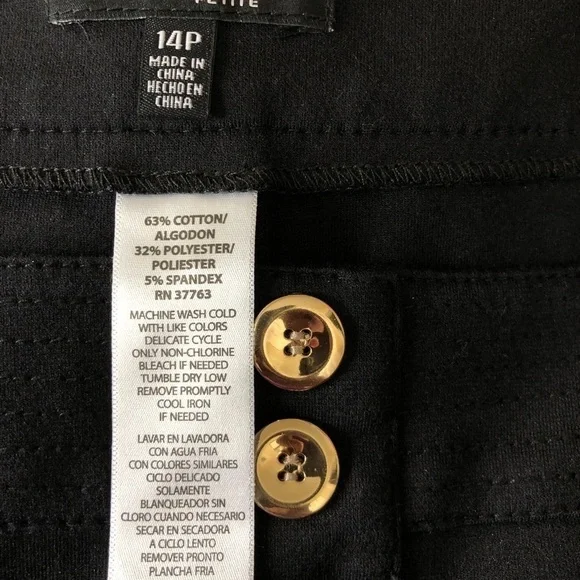 PETITE
14P
MADE IN
CHINA
HECHO EN
CHINA
63% COTTON/
ALGODON
32% POLYESTER/
POLIESTER
5% SPANDEX
RN 37763
MACHINE WASH COLD
WITH LIKE COLORS
DELICATE CYCLE
ONLY NON-CHLORINE
BLEACH IF NEEDED
TUMBLE DRY LOW
REMOVE PROMPTLY
COOL IRON
IF NEEDED
LAVAR EN LAVADORA
CON AGUA FRIA
CON COLORES SIMILARES
CICLO DELICADO
SOLAMENTE
BLANQUEADOR SIN
CLORO CUANDO NECESARIO
SECAR EN SECADORA
A CICLO LENTO
REMOVER PRONTO
PLANCHA FRIA